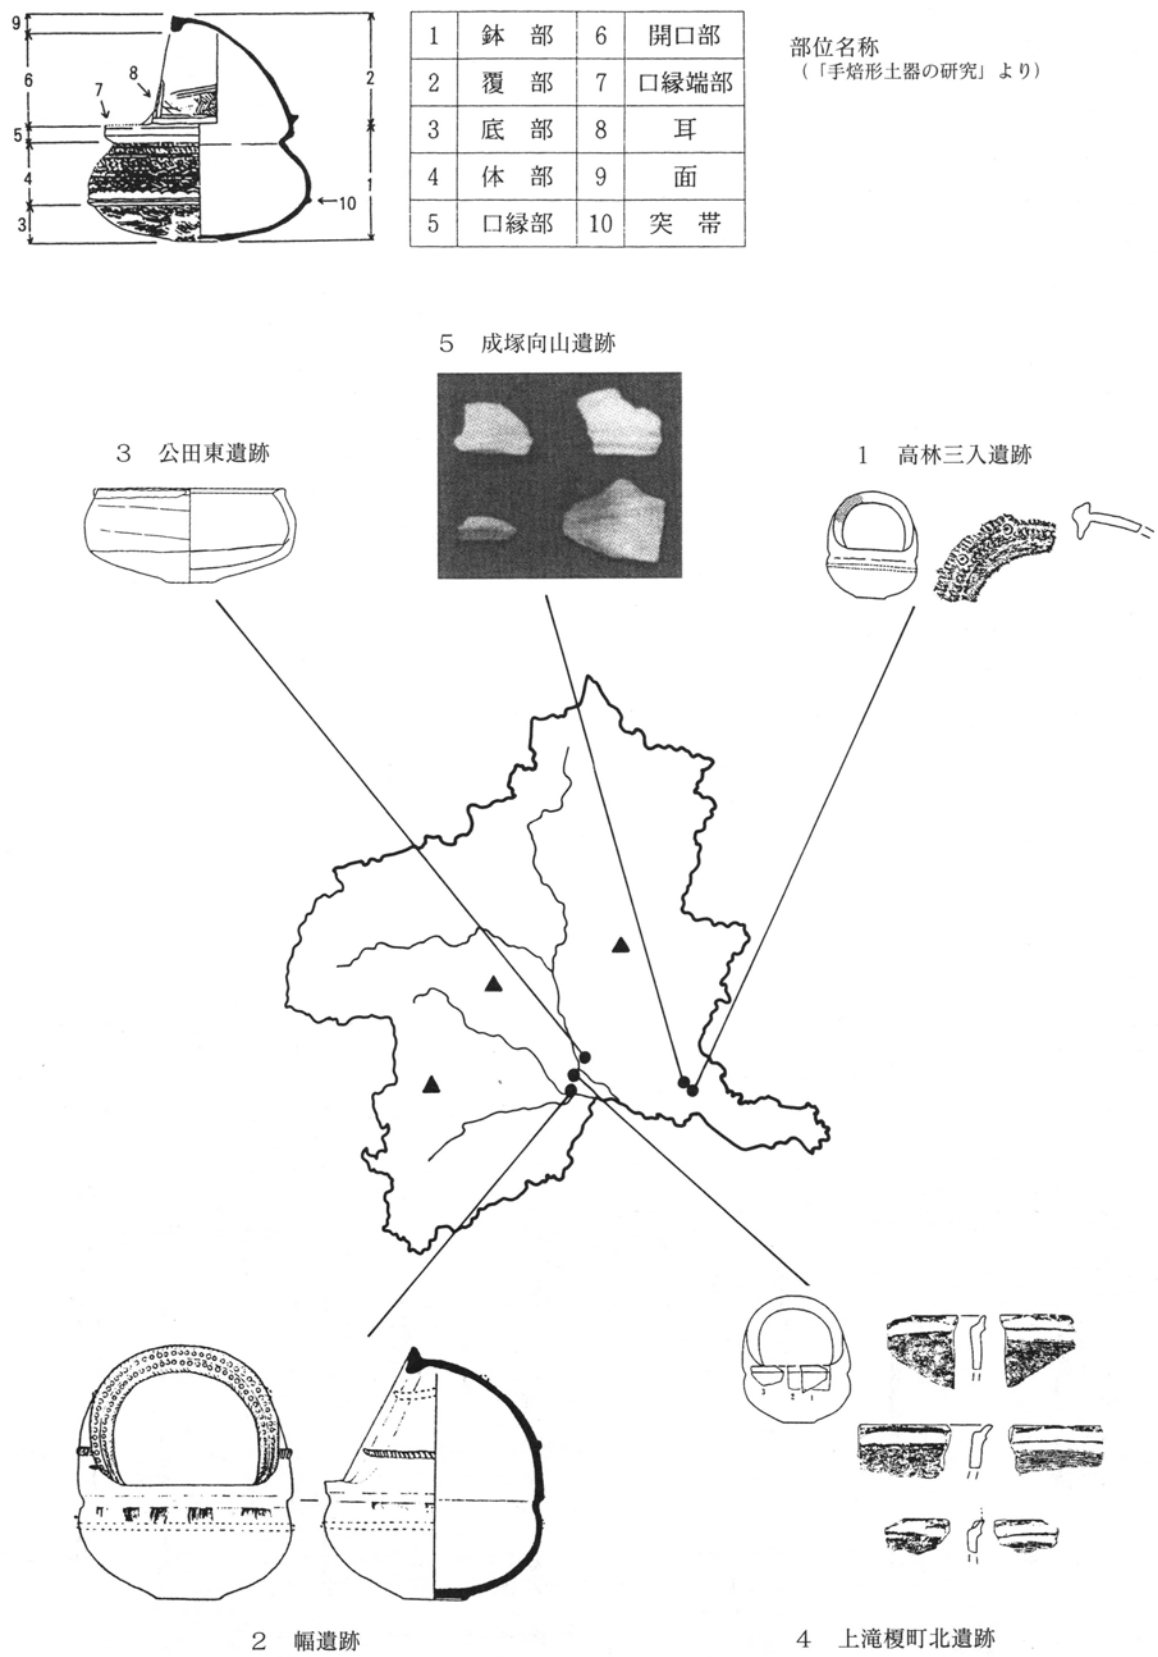 9
6
5
4
3
7
8
2
1
10
1 鉢部 6 開口部
2 覆部 7 口縁端部
3 底部 8 耳
4 体部 9 面
5 口縁部 10 突帯
部位名称
(「手焙形土器の研究」より)
5 成塚向山遺跡
3 公田東遺跡
1 高林三入遺跡
3 2 1
2 幅遺跡
4 上滝榎町北遺跡